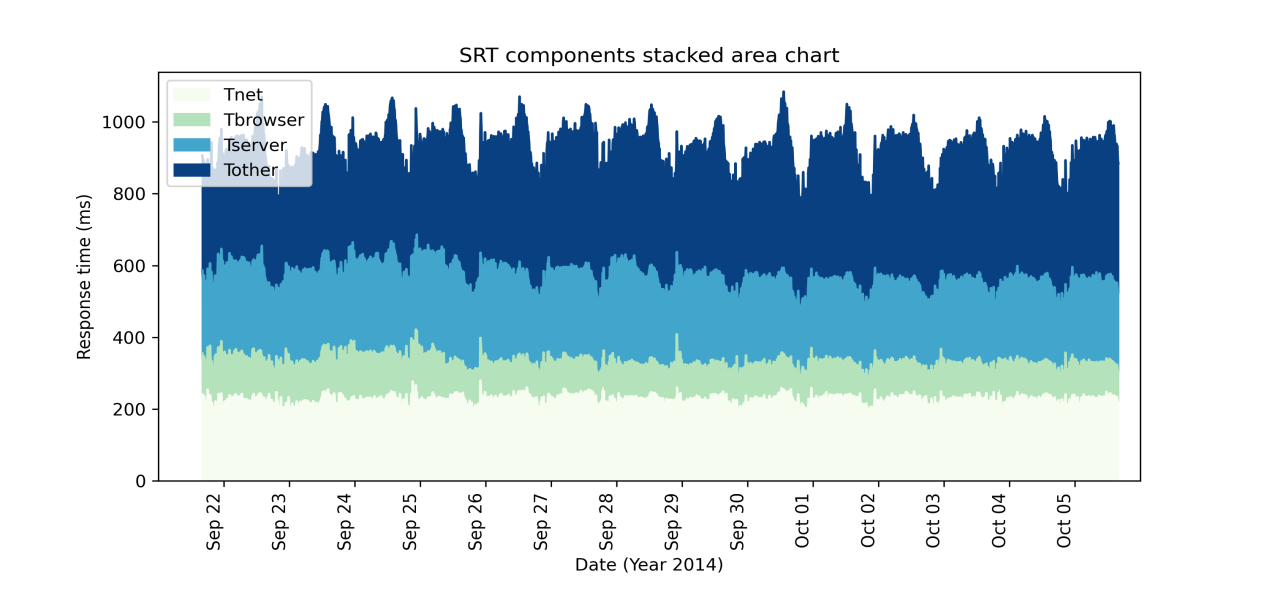 SRT components stacked area chart
Tnet
Tbrowser
Tserver
Tother
Response time (ms)
1000
800
600
400
200
0
Sep 22
Sep 23
Sep 24
Sep 25
Sep 26
Sep 27
Sep 28
Sep 29
Sep 30
Oct 01
Oct 02
Oct 03
Oct 04
Oct 05
Date (Year 2014)